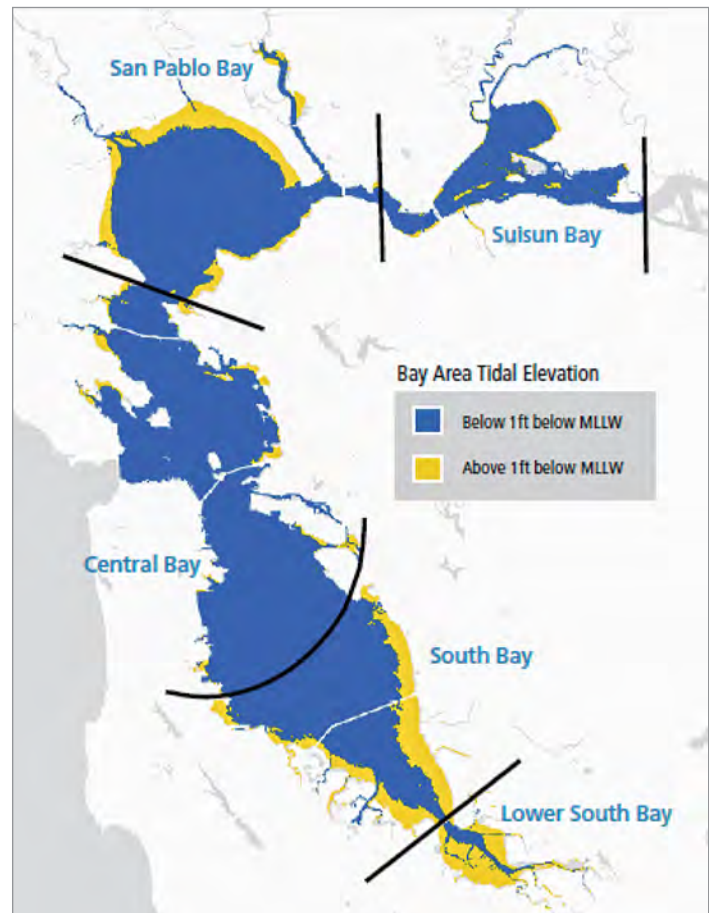 San Pablo Bay
Suisun Bay
Bay Area Tidal Elevation
Below 1ft below MLLW
Above 1ft below MLLW
Central Bay
South Bay
Lower South Bay